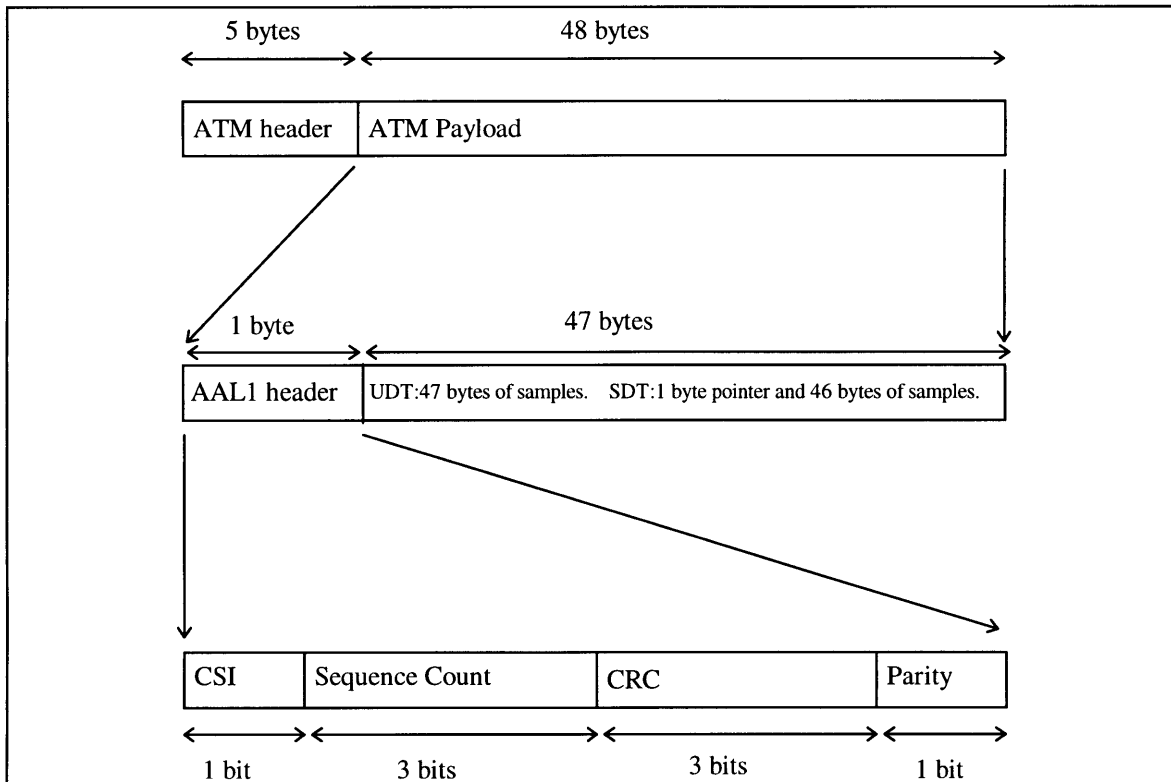 5 bytes 48 bytes
ATM header ATM Payload
1 byte 47 bytes
AAL1 header UDT:47 bytes of samples. SDT:1 byte pointer and 46 bytes of samples.
CSI Sequence Count CRC Parity
1 bit 3 bits 3 bits 1 bit